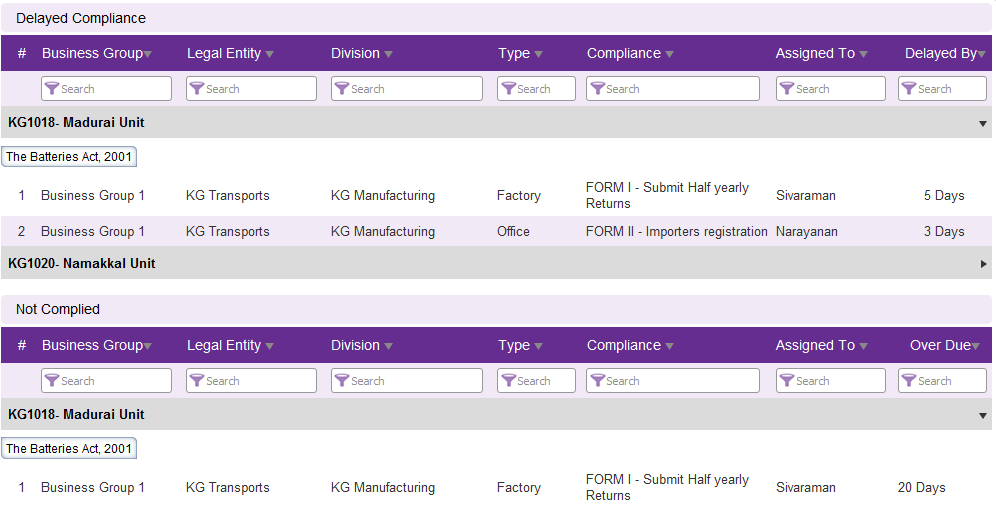 Delayed Compliance
# Business Group Legal Entity Division Type Compliance Assigned To Delayed By
Search Search Search Search Search Search Search
KG1018- Madurai Unit
The Batteries Act, 2001
1 Business Group 1 KG Transports KG Manufacturing Factory FORM I - Submit Half yearly Returns Sivaraman 5 Days
2 Business Group 1 KG Transports KG Manufacturing Office FORM II - Importers registration Narayanan 3 Days
KG1020- Namakkal Unit
Not Complied
# Business Group Legal Entity Division Type Compliance Assigned To Over Due
Search Search Search Search Search Search Search
KG1018- Madurai Unit
The Batteries Act, 2001
1 Business Group 1 KG Transports KG Manufacturing Factory FORM I - Submit Half yearly Returns Sivaraman 20 Days